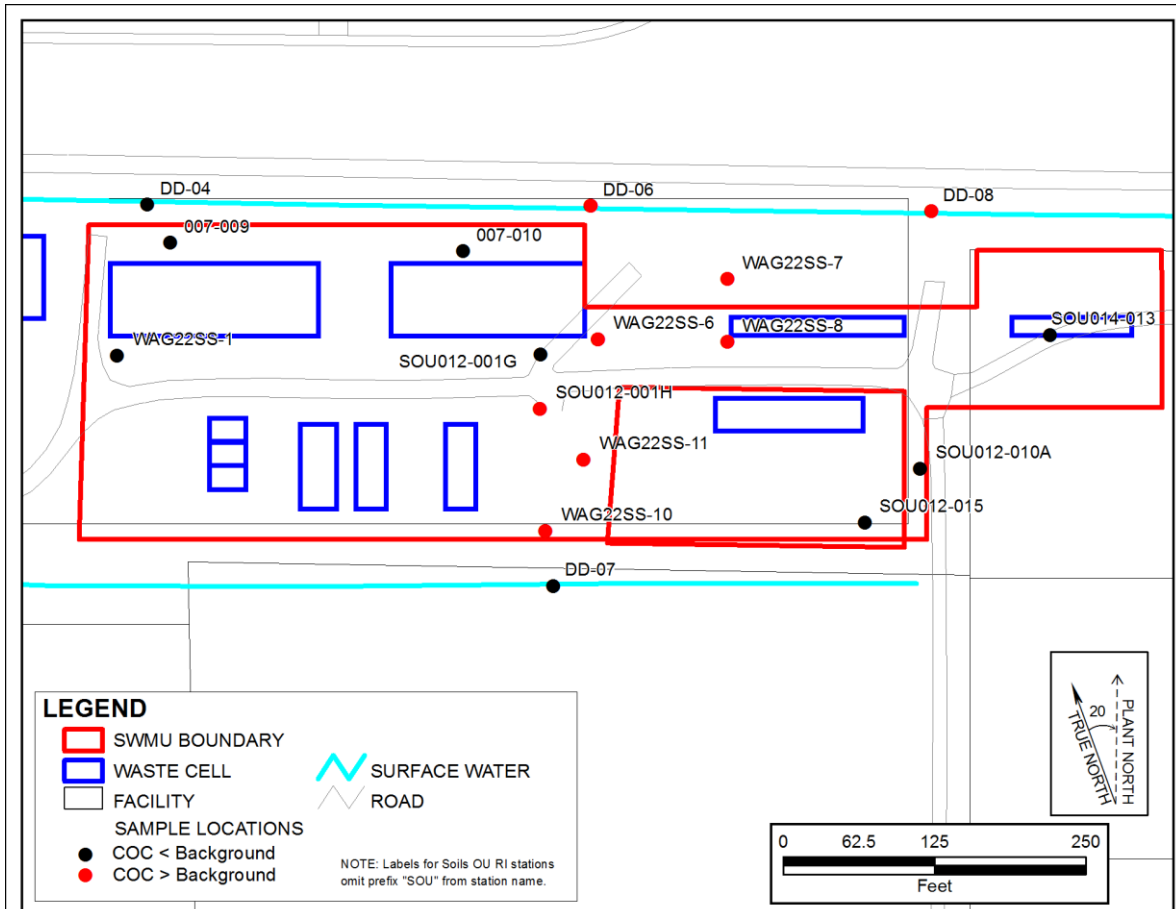 DD-04
DD-06
DD-08
007-009
007-010
WAG22SS-7
WAG22SS-6
WAG22SS-8
SOU014-013
WAG22SS-1
SOU012-001G
SOU012-001H
WAG22SS-11
SOU012-010A
SOU012-015
WAG22SS-10
DD-07
LEGEND
SWMU BOUNDARY
WASTE CELL
SURFACE WATER
FACILITY
ROAD
SAMPLE LOCATIONS
COC < Background
COC > Background
NOTE: Labels for Soils OU RI stations
omit prefix "SOU" from station name.
20
TRUE NORTH
PLANT NORTH
0 62.5 125 250
Feet